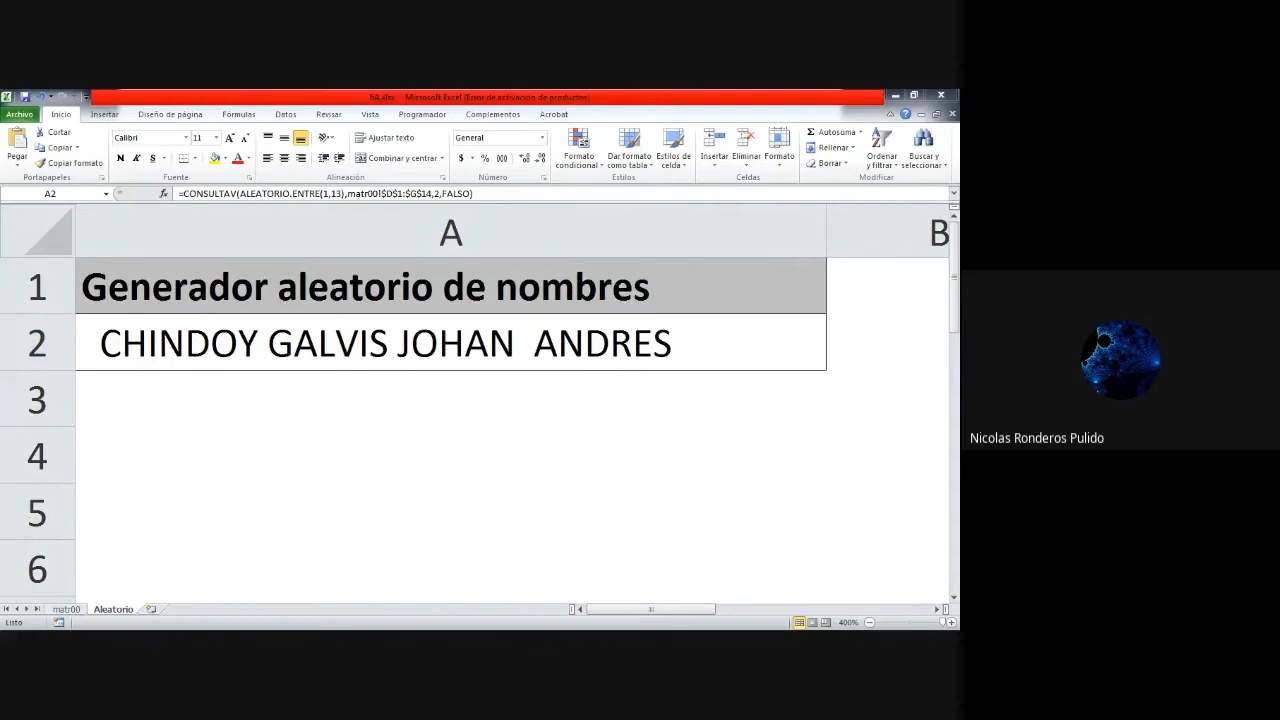 6A.xlsx - Microsoft Excel (Error de activación de productos)
Archivo Inicio Insertar Diseño de página Fórmulas Datos Revisar Vista Programador Complementos Acrobat
Pegar Cortar Copiar Copiar formato Portapapeles
Calibri 11 N K S A Fuente
Ajustar texto Combinar y centrar Alineación
General $ % 000 Número
Formato condicional Dar formato como tabla Estilos de celda Estilos
Insertar Eliminar Formato Celdas
Σ Autosuma Rellenar Borrar Ordenar y filtrar Buscar y seleccionar Modificar
A2 fx =CONSULTAV(ALEATORIO.ENTRE(1,13),matr00!$D$1:$G$14,2,FALSO)
A B
1 Generador aleatorio de nombres
2 CHINDOY GALVIS JOHAN  ANDRES
3
4
5
6
matr00 Aleatorio
Listo 400%
Nicolas Ronderos Pulido